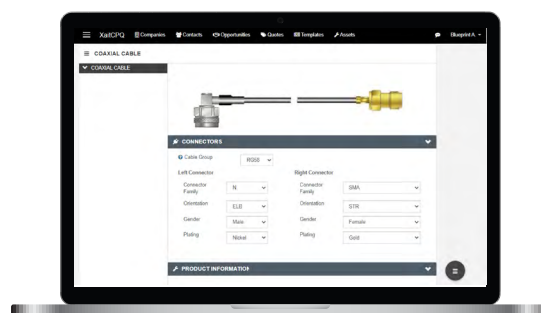 XaitCPQ Companies Contacts Opportunities Quotes Templates Assets Blueprint A.
COAXIAL CABLE
COAXIAL CABLE
CONNECTORS
Cable Group RG58
Left Connector Right Connector
Connector Family N Connector Family SMA
Orientation ELB Orientation STR
Gender Male Gender Female
Plating Nickel Plating Gold
PRODUCT INFORMATION